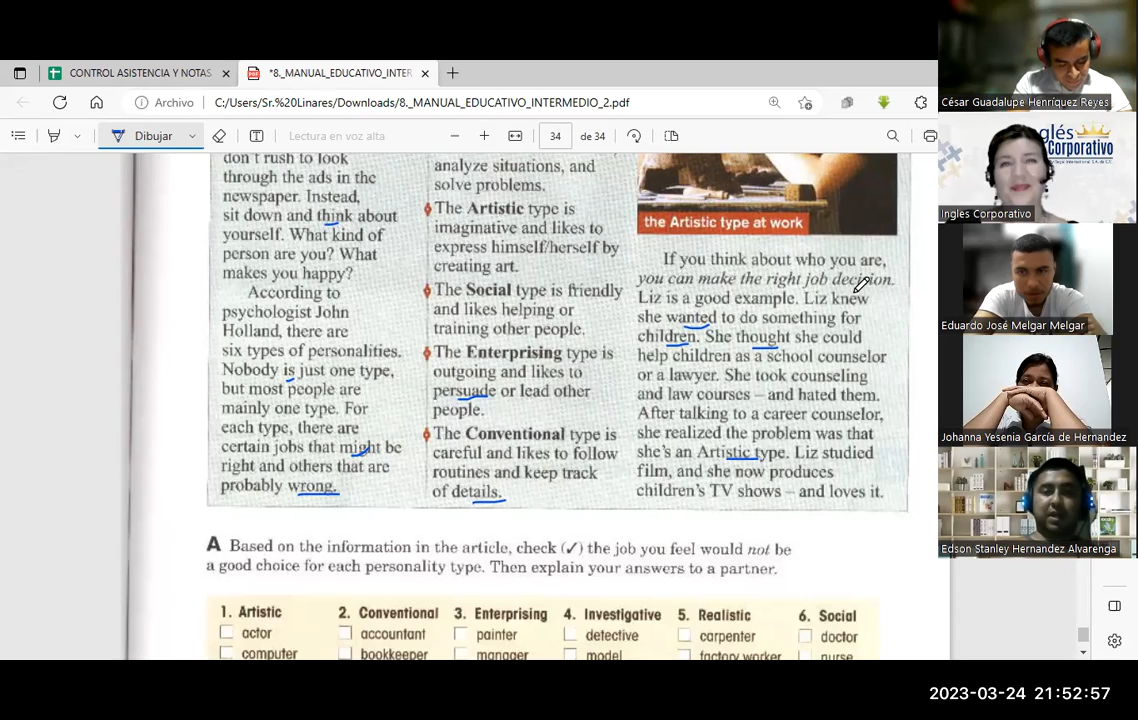 CONTROL ASISTENCIA Y NOTAS
*8._MANUAL_EDUCATIVO_INTER
Archivo
C:/Users/Sr.%20Linares/Downloads/8._MANUAL_EDUCATIVO_INTERMEDIO_2.pdf
Dibujar
Lectura en voz alta
34
de 34
don't rush to look
through the ads in the
newspaper. Instead,
sit down and think about
yourself. What kind of
person are you? What
makes you happy?
According to
psychologist John
Holland, there are
six types of personalities.
Nobody is just one type,
but most people are
mainly one type. For
each type, there are
certain jobs that might be
right and others that are
probably wrong.
analyze situations, and
solve problems.
The Artistic type is
imaginative and likes to
express himself/herself by
creating art.
The Social type is friendly
and likes helping or
training other people.
The Enterprising type is
outgoing and likes to
persuade or lead other
people.
The Conventional type is
careful and likes to follow
routines and keep track
of details.
the Artistic type at work
If you think about who you are,
you can make the right job decision.
Liz is a good example. Liz knew
she wanted to do something for
children. She thought she could
help children as a school counselor
or a lawyer. She took counseling
and law courses – and hated them.
After talking to a career counselor,
she realized the problem was that
she's an Artistic type. Liz studied
film, and she now produces
children's TV shows – and loves it.
A Based on the information in the article, check (✓) the job you feel would not be
a good choice for each personality type. Then explain your answers to a partner.
1. Artistic
actor
computer
2. Conventional
accountant
bookkeeper
3. Enterprising
painter
manager
4. Investigative
detective
model
5. Realistic
carpenter
factory worker
6. Social
doctor
nurse
César Guadalupe Henríquez Reyes
Inglés Corporativo
Ingles Corporativo
Eduardo José Melgar Melgar
Johanna Yesenia García de Hernandez
Edson Stanley Hernandez Alvarenga
2023-03-24 21:52:57